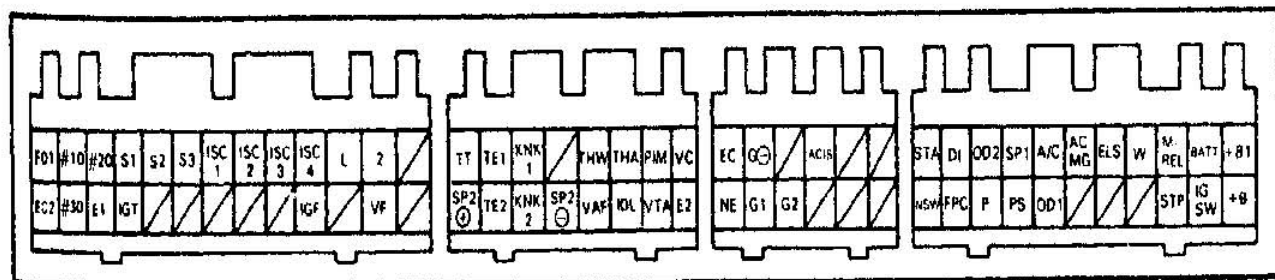 E01 #10 #20 S1 S2 S3 ISC 1 ISC 2 ISC 3 ISC 4 L 2
EC2 #30 E1 IGT IGF VF
TT TE1 KNK 1 THW THA PIM VC
SP2 ⊕ TE2 KNK 2 SP2 ⊖ VAF IDL VTA E2
EC G⊖ ACIS
NE G1 G2
STA DI OD2 SP1 A/C AC MG ELS W M-REL BATT +B1
NSW FPC P PS OD1 STP IG SW +B